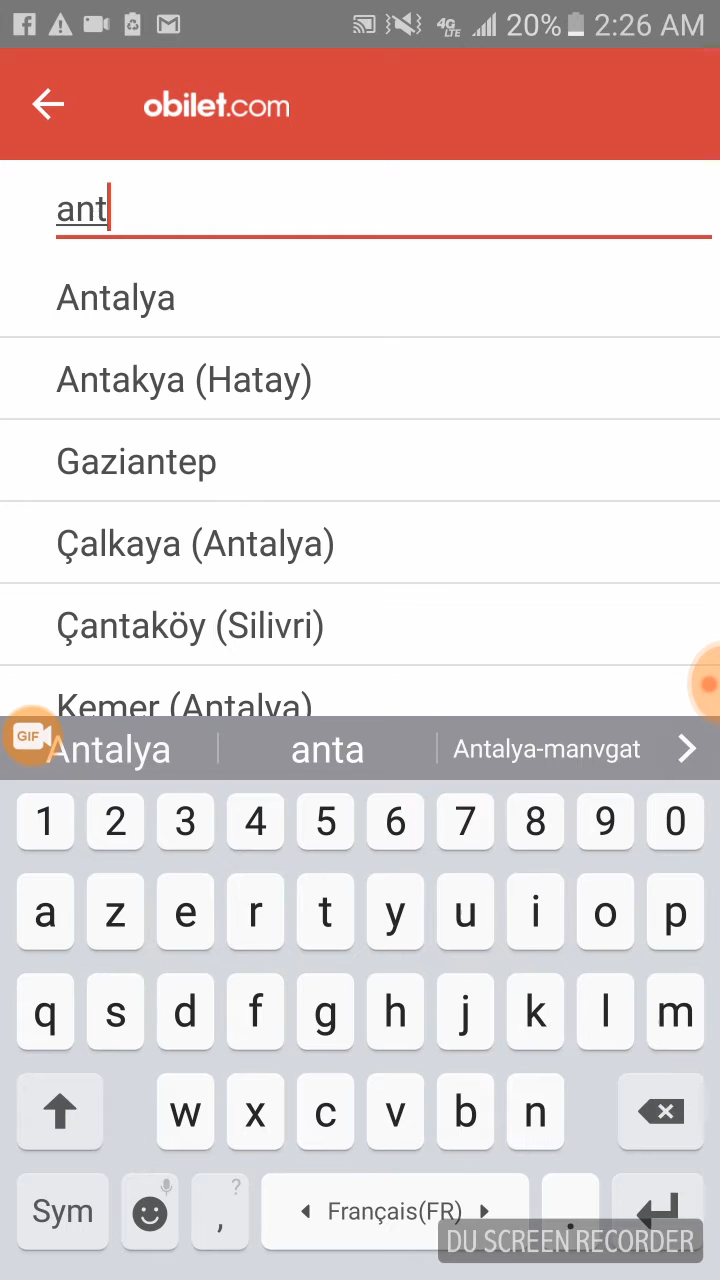 4G LTE 20% 2:26 AM
obilet.com
ant
Antalya
Antakya (Hatay)
Gaziantep
Çalkaya (Antalya)
Çantaköy (Silivri)
Kemer (Antalya)
GIF Antalya anta Antalya-manvgat
1 2 3 4 5 6 7 8 9 0
a z e r t y u i o p
q s d f g h j k l m
w x c v b n
Sym , ? Français(FR) .
DU SCREEN RECORDER